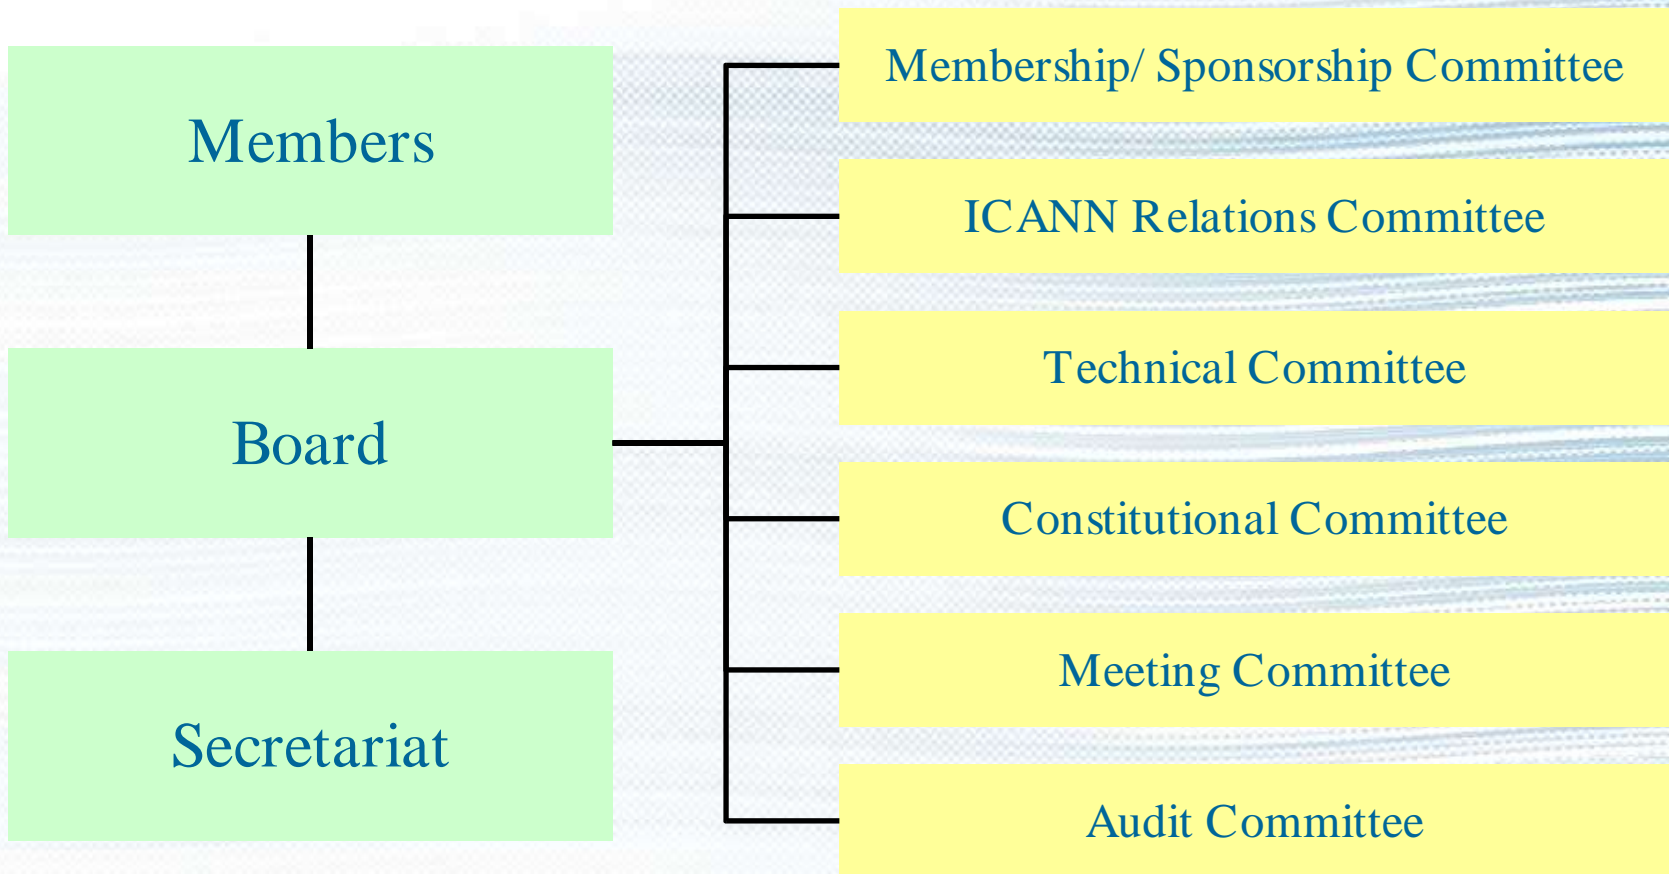 Members
Board
Secretariat
Membership/ Sponsorship Committee
ICANN Relations Committee
Technical Committee
Constitutional Committee
Meeting Committee
Audit Committee